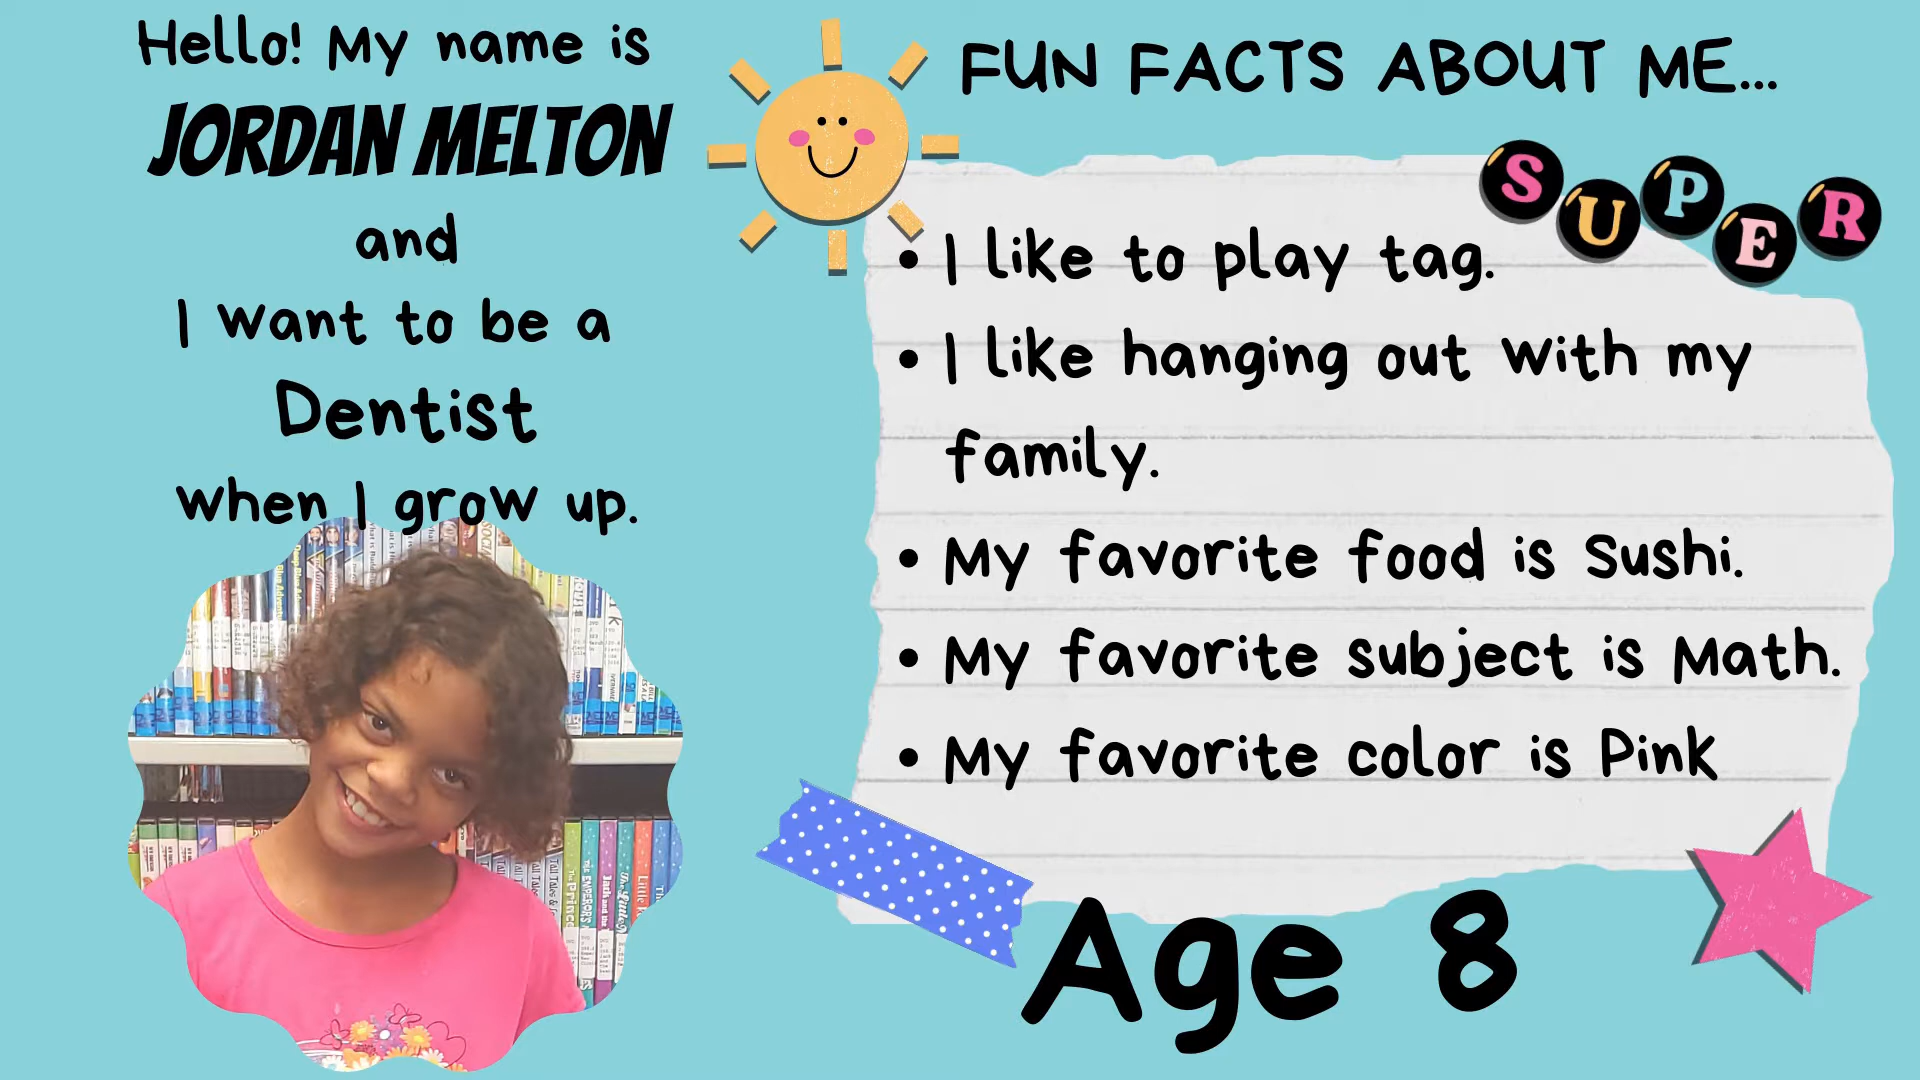 Hello! My name is
JORDAN MELTON
and
I want to be a
Dentist
when I grow up.
FUN FACTS ABOUT ME...
SUPER
• I like to play tag.
• I like hanging out with my
family.
• My favorite food is Sushi.
• My favorite subject is Math.
• My favorite color is Pink
Age 8